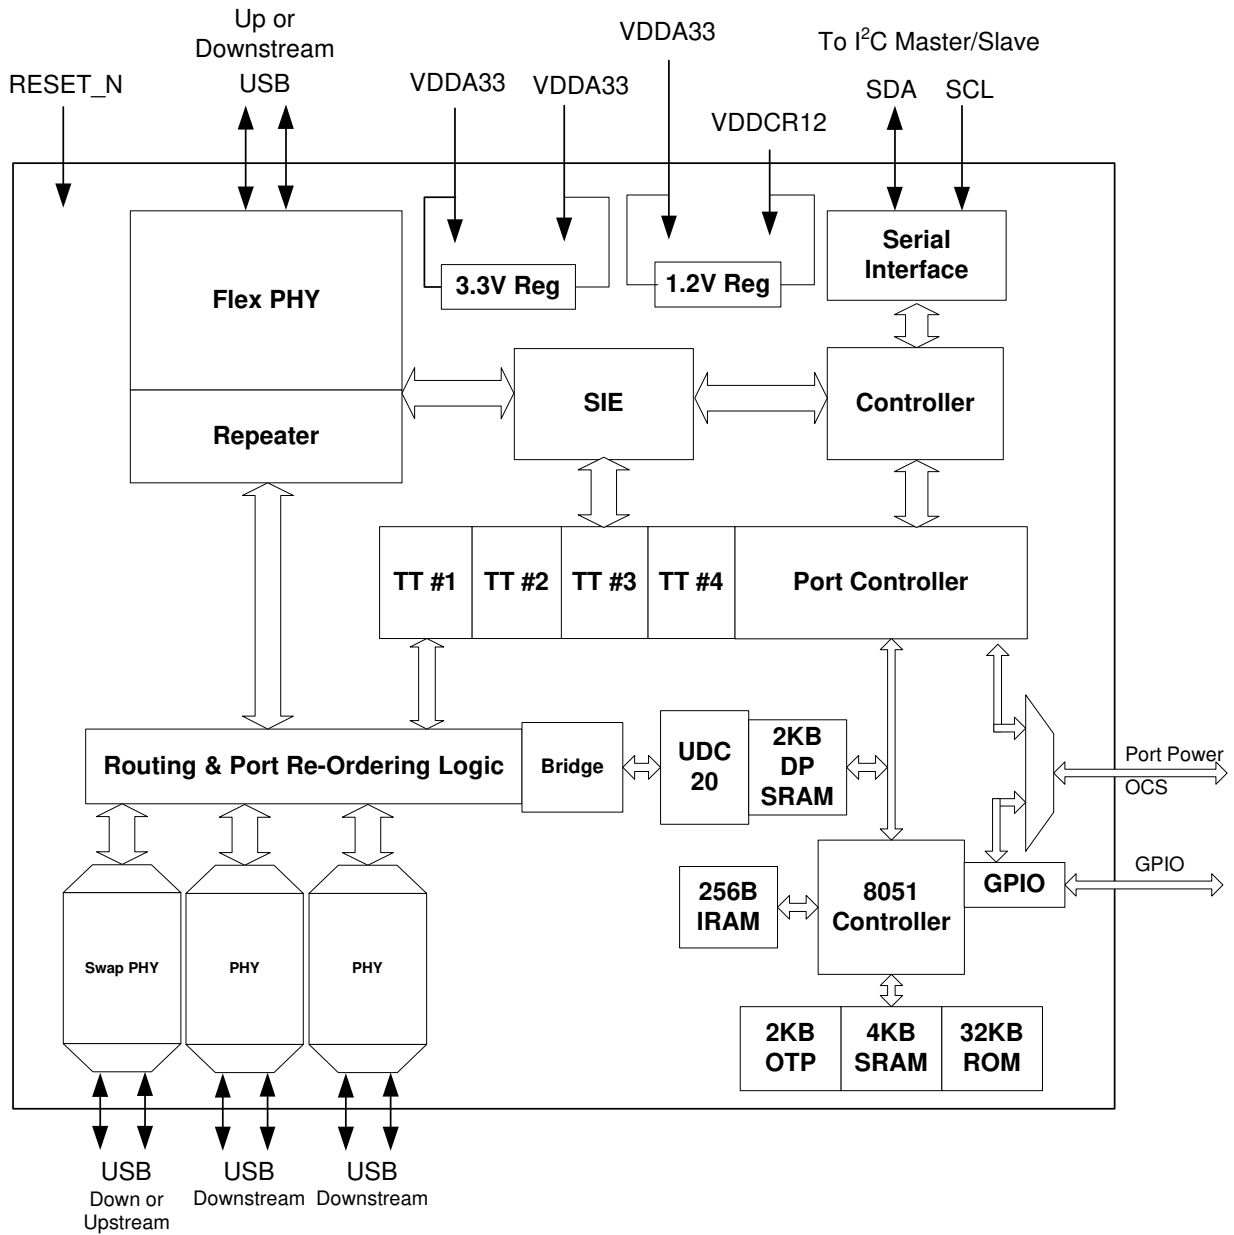 Up or
Downstream
USB
RESET_N
VDDA33
VDDA33
VDDA33
VDDCR12
To I²C Master/Slave
SDA
SCL
Flex PHY
Repeater
3.3V Reg
1.2V Reg
Serial
Interface
SIE
Controller
TT #1
TT #2
TT #3
TT #4
Port Controller
Routing & Port Re-Ordering Logic
Bridge
UDC
20
2KB
DP
SRAM
Port Power
OCS
GPIO
256B
IRAM
8051
Controller
GPIO
Swap PHY
PHY
PHY
2KB
OTP
4KB
SRAM
32KB
ROM
USB
Down or
Upstream
USB
Downstream
USB
Downstream